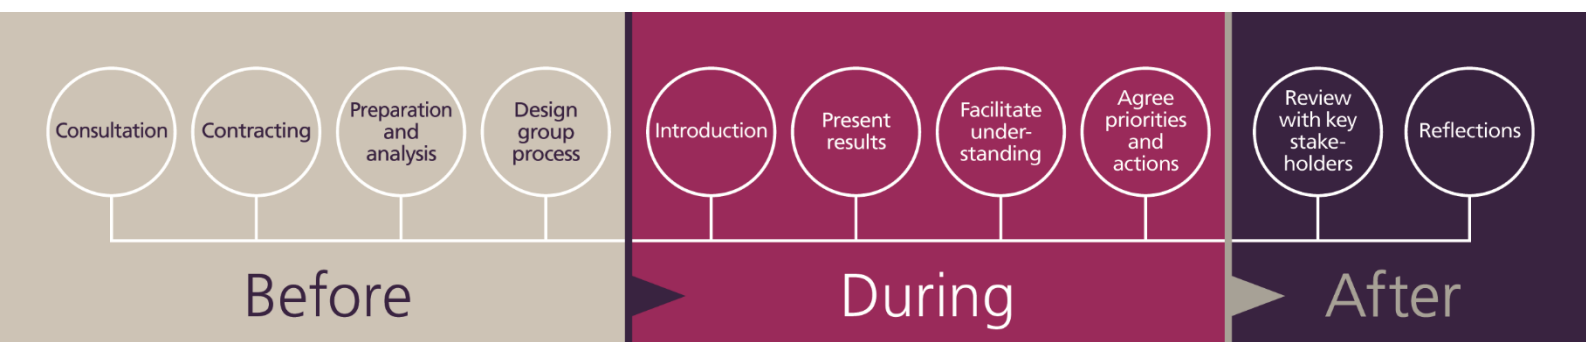 Consultation
Contracting
Preparation
and
analysis
Design
group
process
Introduction
Present
results
Facilitate
under-
standing
Agree
priorities
and
actions
Review
with key
stake-
holders
Reflections
Before
During
After